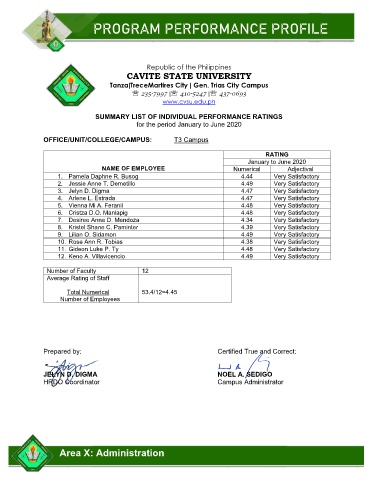 PROGRAM PERFORMANCE PROFILE
Republic of the Philippines
CAVITE STATE UNIVERSITY
Tanza|TreceMartires City | Gen. Trias City Campus
☏ 235-7997 |☏ 410-5247 |☏ 437-0693
www.cvsu.edu.ph
SUMMARY LIST OF INDIVIDUAL PERFORMANCE RATINGS
for the period January to June 2020
OFFICE/UNIT/COLLEGE/CAMPUS: T3 Campus
RATING
January to June 2020
NAME OF EMPLOYEE Numerical Adjectival
1. Pamela Daphne R. Busog 4.44 Very Satisfactory
2. Jessie Anne T. Demetillo 4.49 Very Satisfactory
3. Jelyn D. Digma 4.47 Very Satisfactory
4. Arlene L. Estrada 4.47 Very Satisfactory
5. Vienna Mi A. Feranil 4.48 Very Satisfactory
6. Cristza D.O. Manlapig 4.48 Very Satisfactory
7. Desiree Anne D. Mendoza 4.34 Very Satisfactory
8. Kristel Shane C. Paminter 4.39 Very Satisfactory
9. Lilian O. Sidamon 4.49 Very Satisfactory
10. Rose Ann R. Tobias 4.38 Very Satisfactory
11. Gideon Luke P. Ty 4.48 Very Satisfactory
12. Keno A. Villavicencio 4.49 Very Satisfactory
Number of Faculty 12
Average Rating of Staff
Total Numerical 53.4/12=4.45
Number of Employees
Prepared by: Certified True and Correct:
JELYN D. DIGMA NOEL A. SEDIGO
HRDO Coordinator Campus Administrator
Area X: Administration